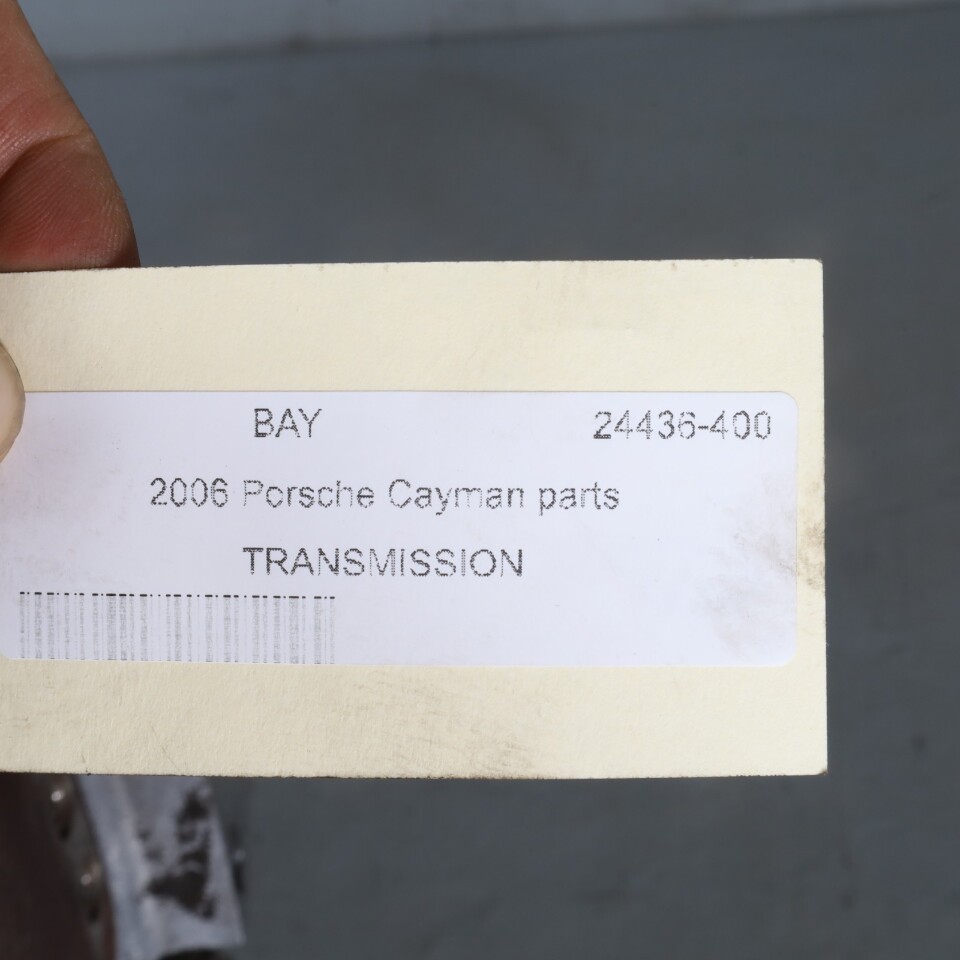 BAY 24436-400
2006 Porsche Cayman parts
TRANSMISSION